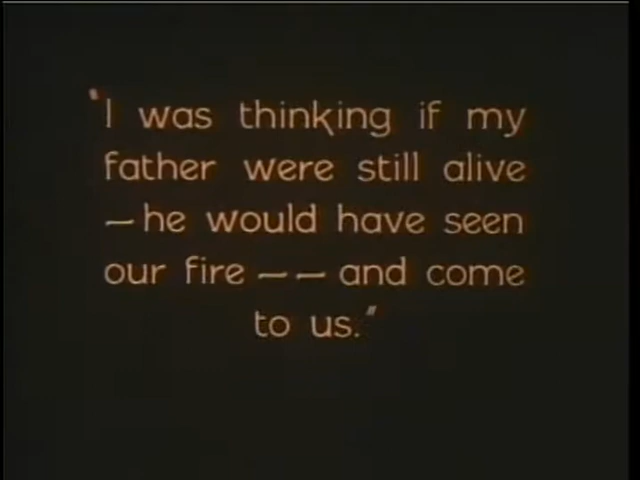 "I was thinking if my
father were still alive
—he would have seen
our fire —— and come
to us."